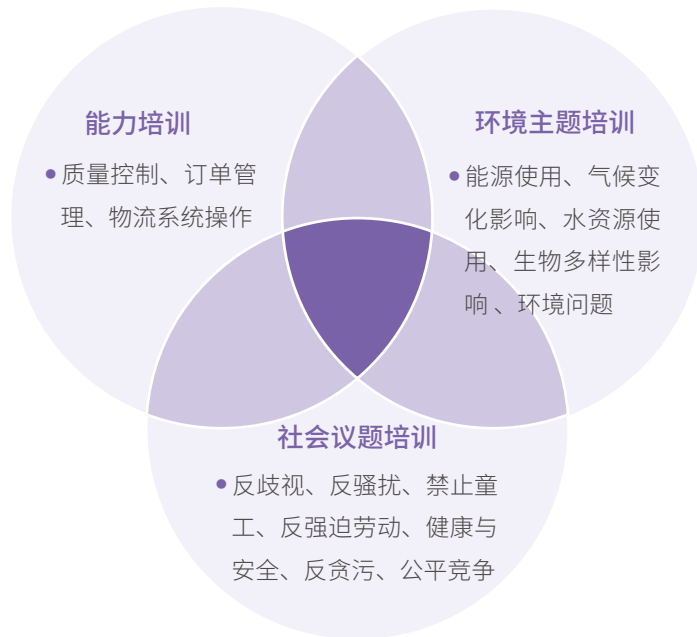 能力培训
• 质量控制、订单管
理、物流系统操作
环境主题培训
• 能源使用、气候变
化影响、水资源使
用、生物多样性影
响 、环境问题
社会议题培训
• 反歧视、反骚扰、禁止童
工、反强迫劳动、健康与
安全、反贪污、公平竞争